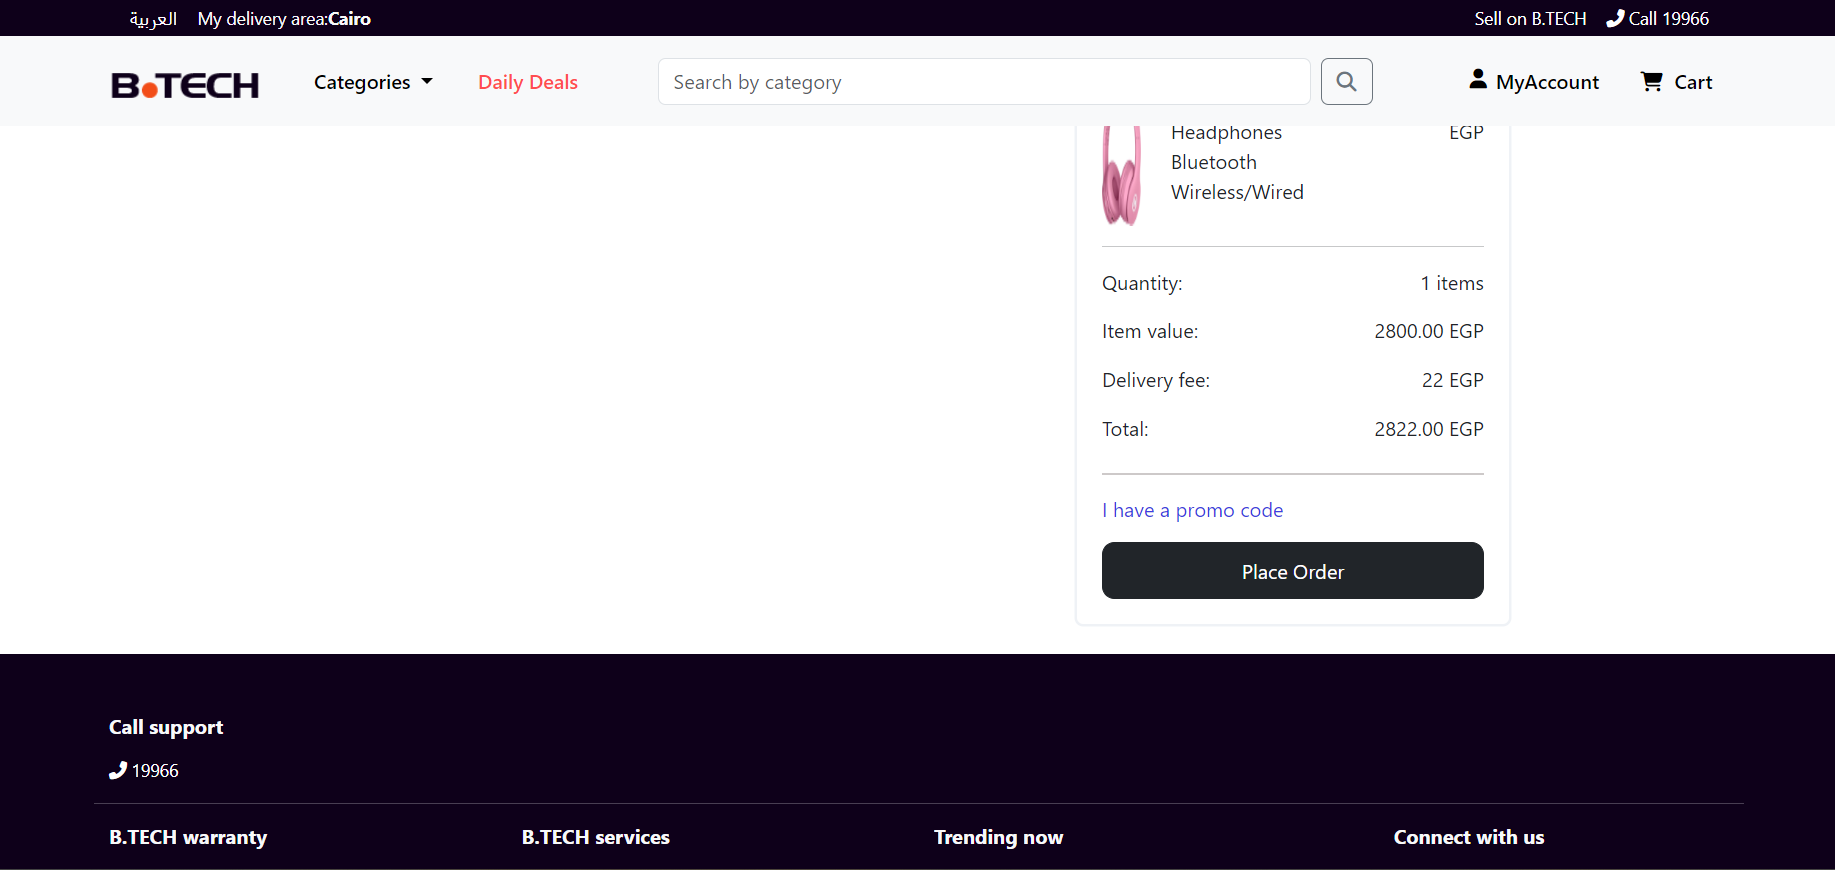 العربية My delivery area:Cairo Sell on B.TECH Call 19966
B.TECH Categories Daily Deals Search by category MyAccount Cart
Headphones EGP
Bluetooth
Wireless/Wired
Quantity: 1 items
Item value: 2800.00 EGP
Delivery fee: 22 EGP
Total: 2822.00 EGP
I have a promo code
Place Order
Call support
19966
B.TECH warranty B.TECH services Trending now Connect with us